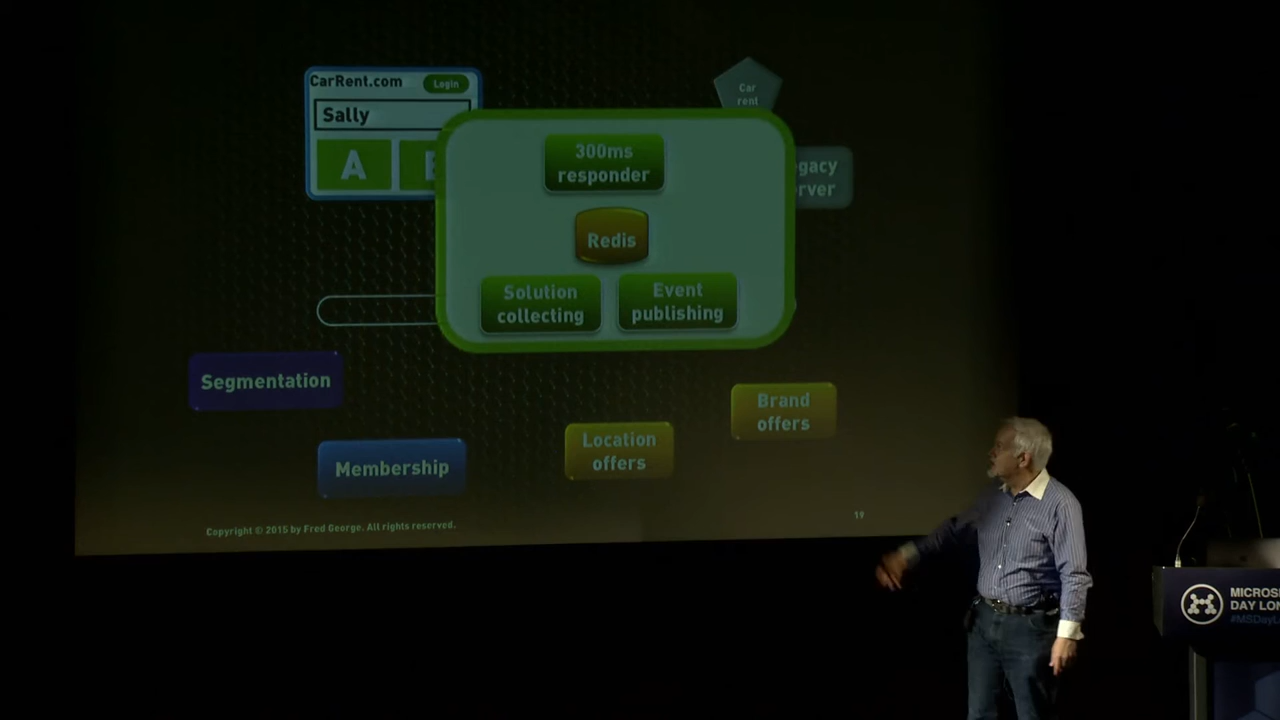 CarRent.com
Login
Sally
A
Car
rent
300ms
responder
Redis
Solution
collecting
Event
publishing
Segmentation
Membership
Location
offers
Brand
offers
Copyright © 2015 by Fred George. All rights reserved.
19